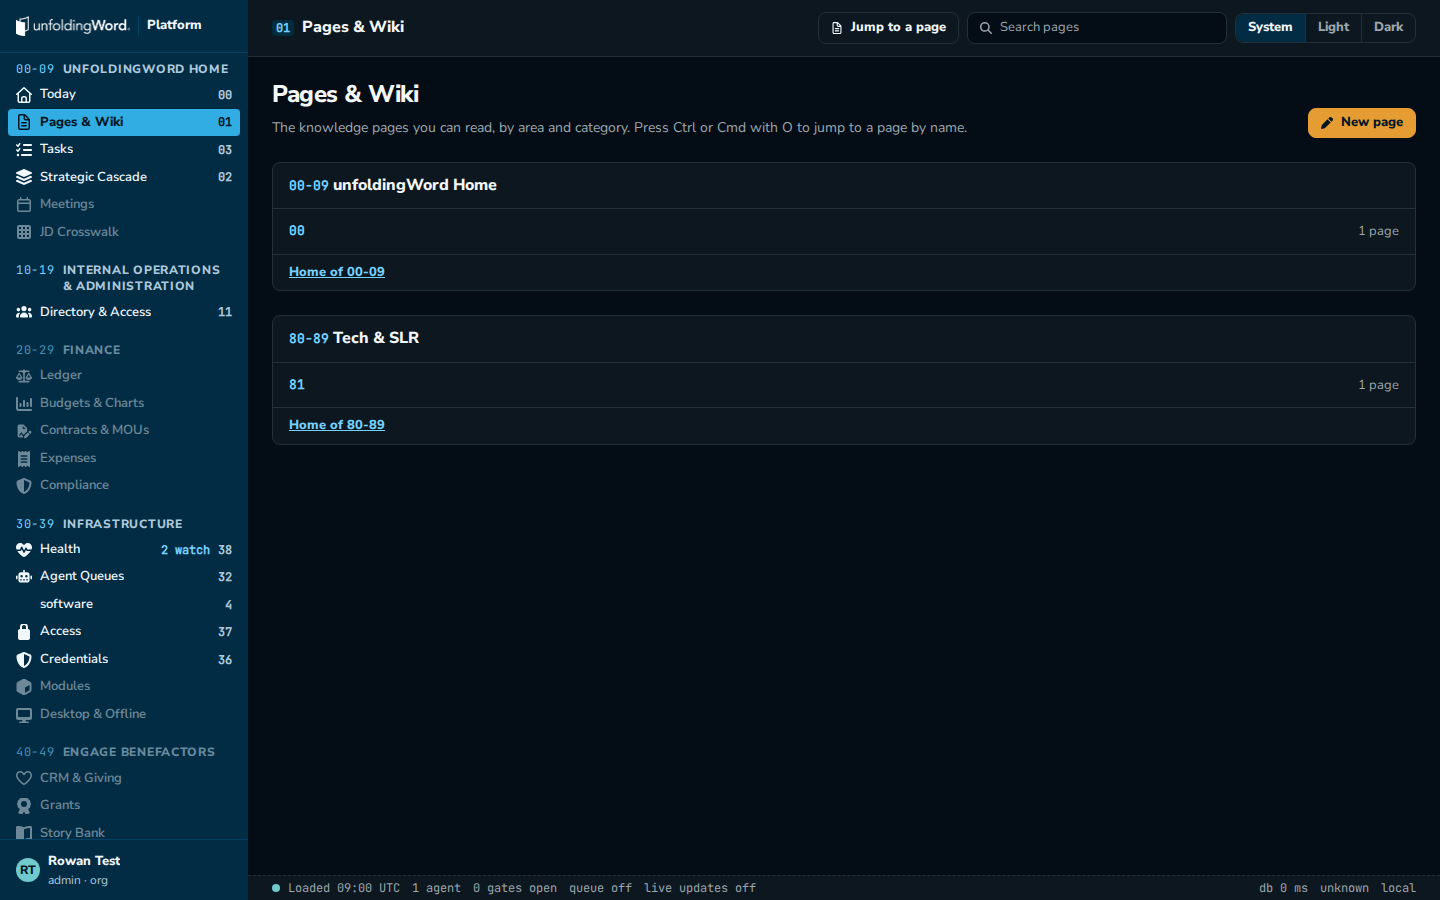 unfoldingWord. Platform
01 Pages & Wiki
Jump to a page
Search pages
System Light Dark
00-09 UNFOLDINGWORD HOME
Today 00
Pages & Wiki 01
Tasks 03
Strategic Cascade 02
Meetings
JD Crosswalk
10-19 INTERNAL OPERATIONS
& ADMINISTRATION
Directory & Access 11
20-29 FINANCE
Ledger
Budgets & Charts
Contracts & MOUs
Expenses
Compliance
30-39 INFRASTRUCTURE
Health 2 watch 38
Agent Queues 32
software 4
Access 37
Credentials 36
Modules
Desktop & Offline
40-49 ENGAGE BENEFACTORS
CRM & Giving
Grants
Story Bank
RT Rowan Test
admin · org
Pages & Wiki
The knowledge pages you can read, by area and category. Press Ctrl or Cmd with O to jump to a page by name.
New page
00-09 unfoldingWord Home
00 1 page
Home of 00-09
80-89 Tech & SLR
81 1 page
Home of 80-89
Loaded 09:00 UTC 1 agent 0 gates open queue off live updates off
db 0 ms unknown local